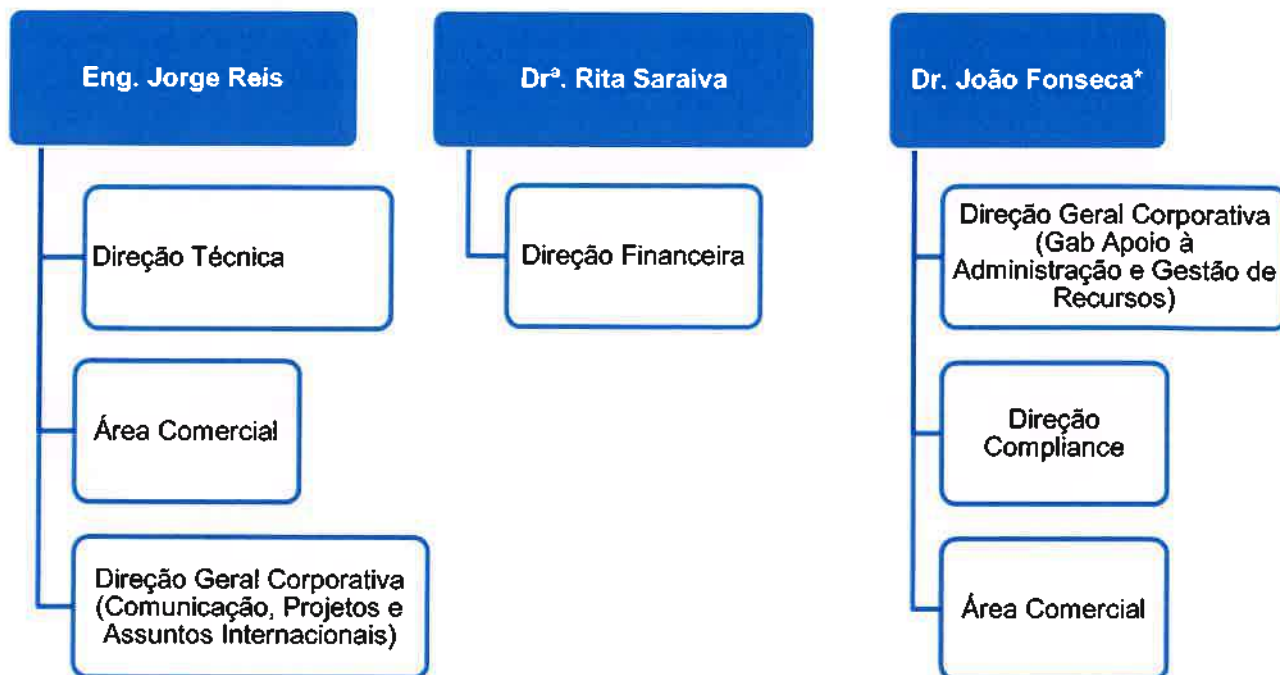 Eng. Jorge Reis
Direção Técnica
Área Comercial
Direção Geral Corporativa
(Comunicação, Projetos e
Assuntos Internacionais)
Drª. Rita Saraiva
Direção Financeira
Dr. João Fonseca*
Direção Geral Corporativa
(Gab Apoio à
Administração e Gestão de
Recursos)
Direção
Compliance
Área Comercial